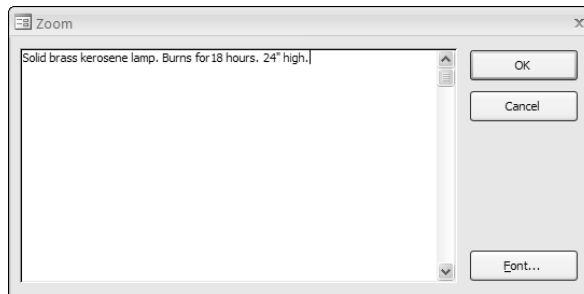 Zoom
Solid brass kerosene lamp. Burns for 18 hours. 24" high.
OK
Cancel
Font...